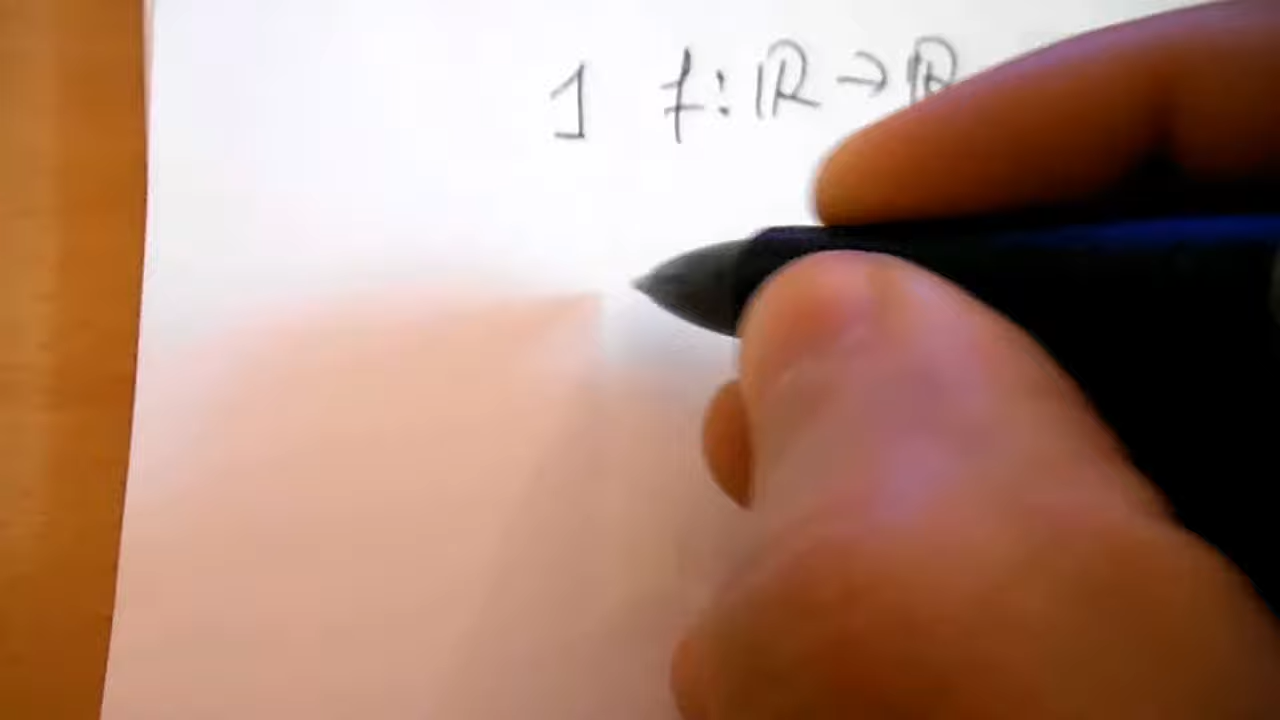 1 f: ℝ → ℝ